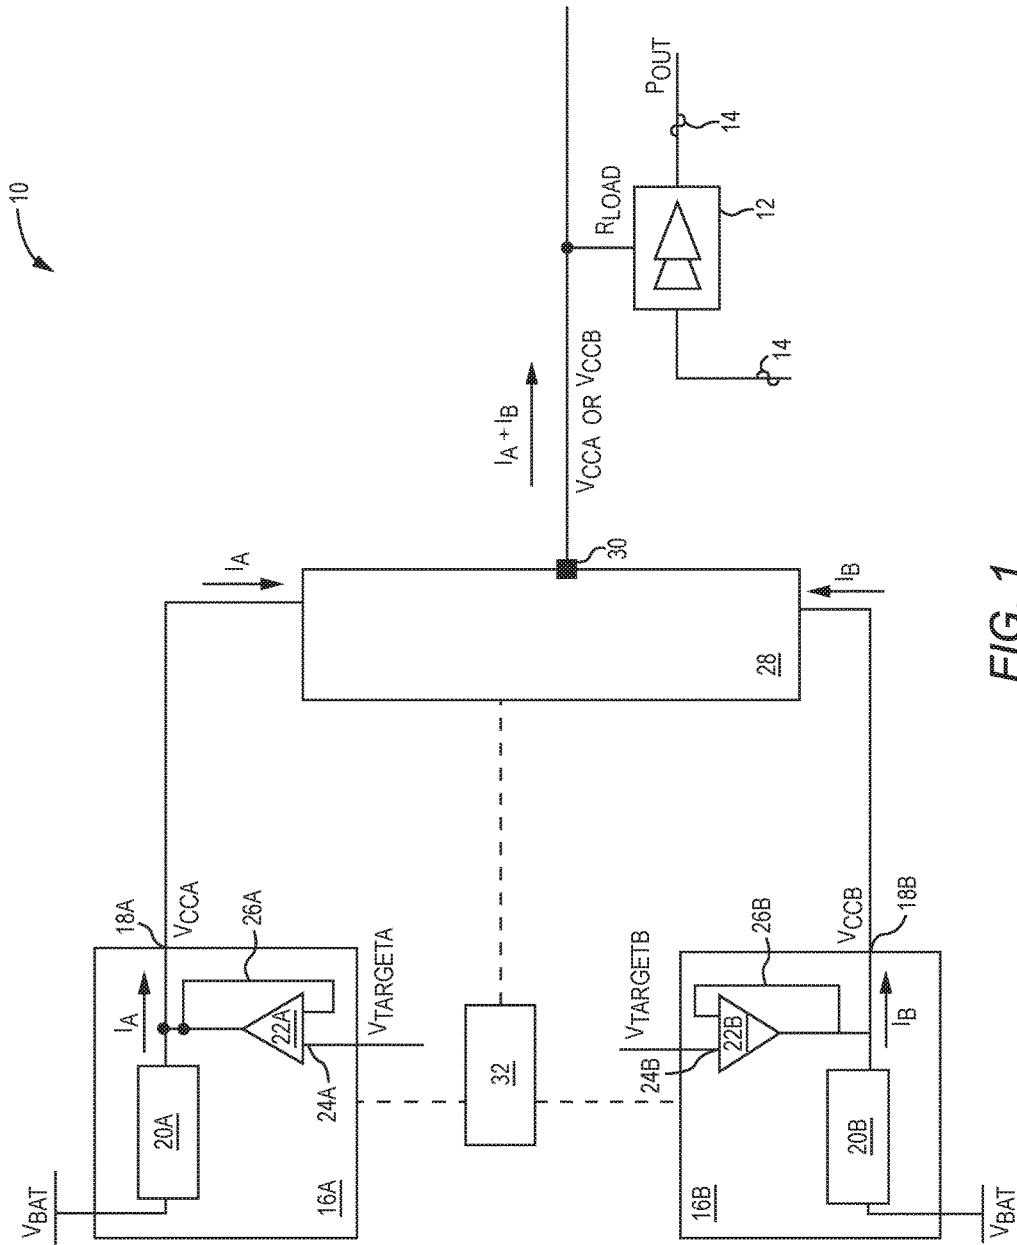 10
VBAT
20A
IA
18A
VCCA
26A
22A
24A
VTARGETA
16A
IA
28
30
IA + IB
VCCA OR VCCB
RLOAD
12
14
14
POUT
32
VTARGETB
24B
22B
26B
16B
20B
IB
VCCB
18B
IB
VBAT
FIG. 1